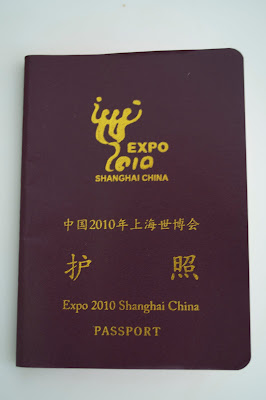 EXPO
2010
SHANGHAI CHINA
中国2010年上海世博会
护照
Expo 2010 Shanghai China
PASSPORT